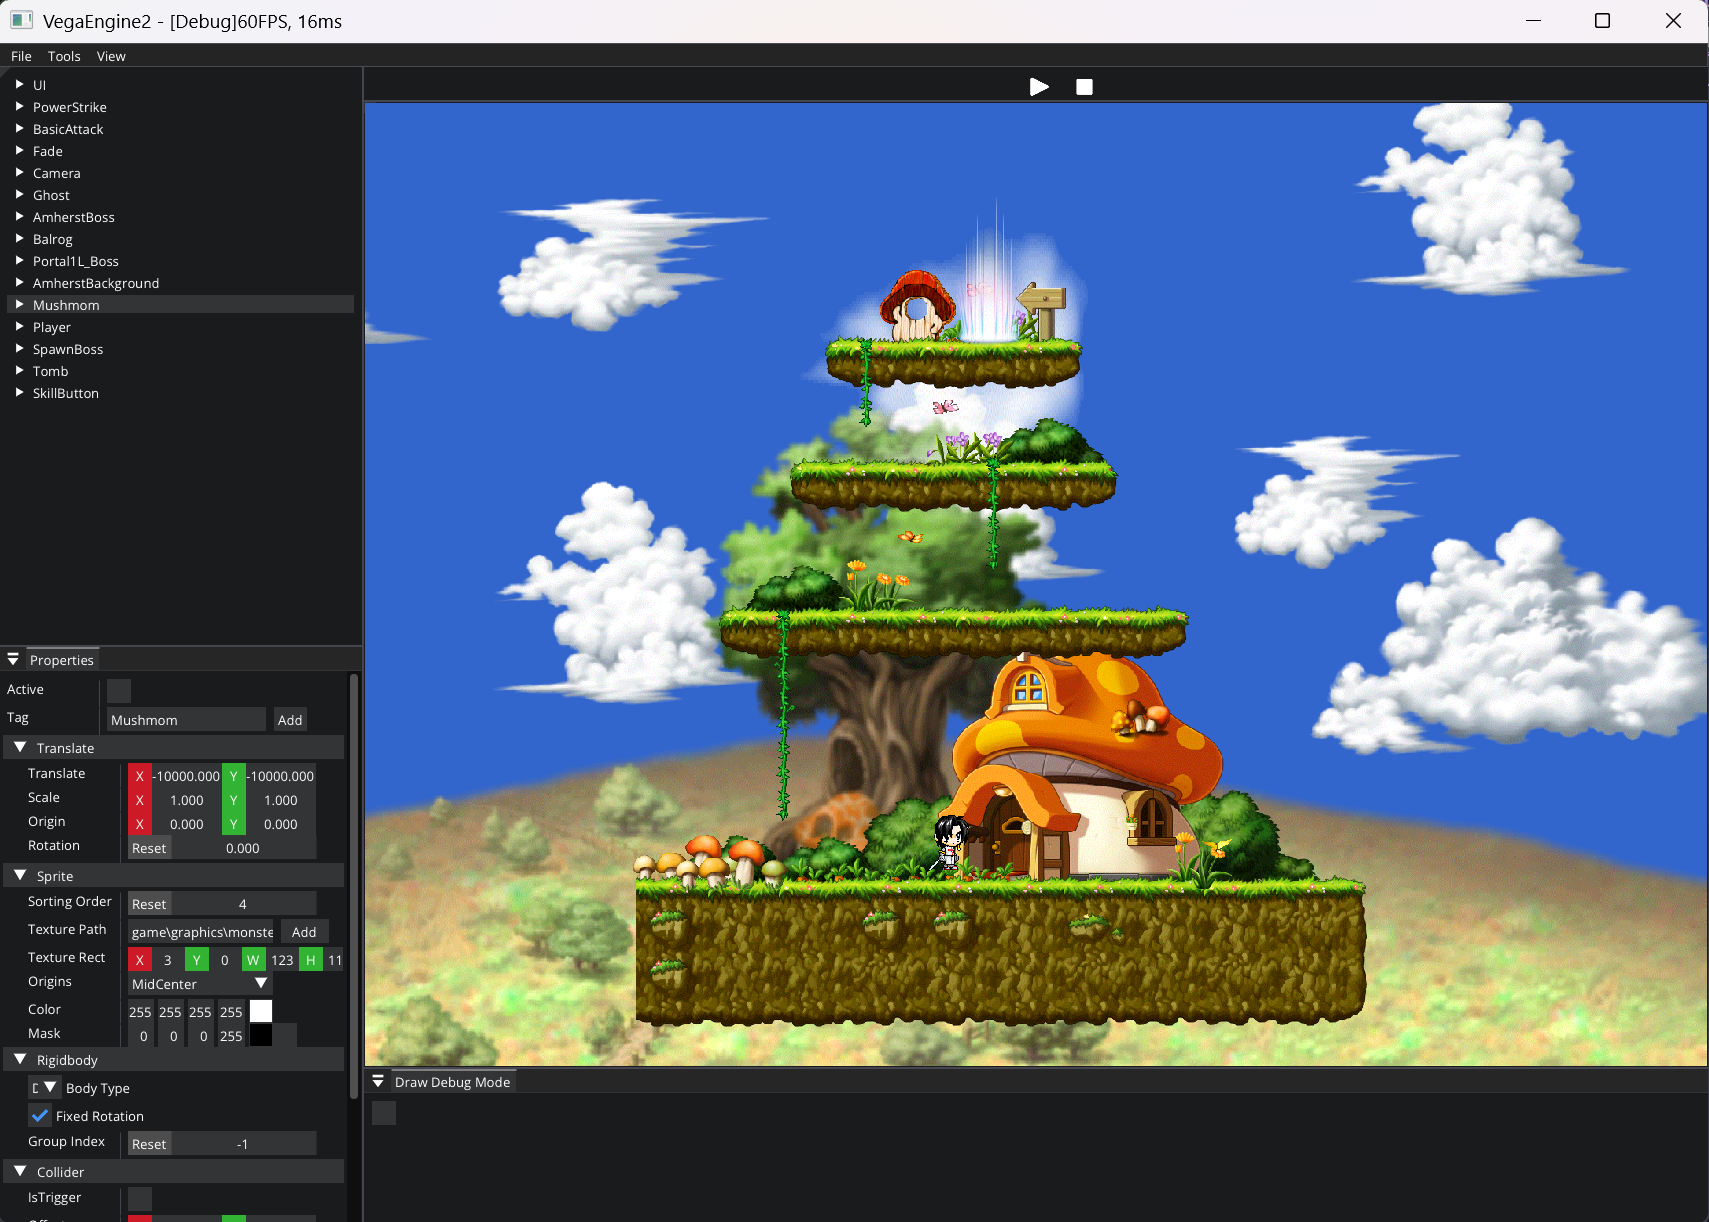 VegaEngine2 - [Debug]60FPS, 16ms
File Tools View
UI
PowerStrike
BasicAttack
Fade
Camera
Ghost
AmherstBoss
Balrog
Portal1L_Boss
AmherstBackground
Mushmom
Player
SpawnBoss
Tomb
SkillButton
Properties
Active
Tag Mushmom Add
Translate
Translate X -10000.000 Y -10000.000
Scale X 1.000 Y 1.000
Origin X 0.000 Y 0.000
Rotation Reset 0.000
Sprite
Sorting Order Reset 4
Texture Path game\graphics\monste Add
Texture Rect X 3 Y 0 W 123 H 11
Origins MidCenter
Color 255 255 255 255
Mask 0 0 0 255
Rigidbody
Body Type
Fixed Rotation
Group Index Reset -1
Collider
IsTrigger
Draw Debug Mode